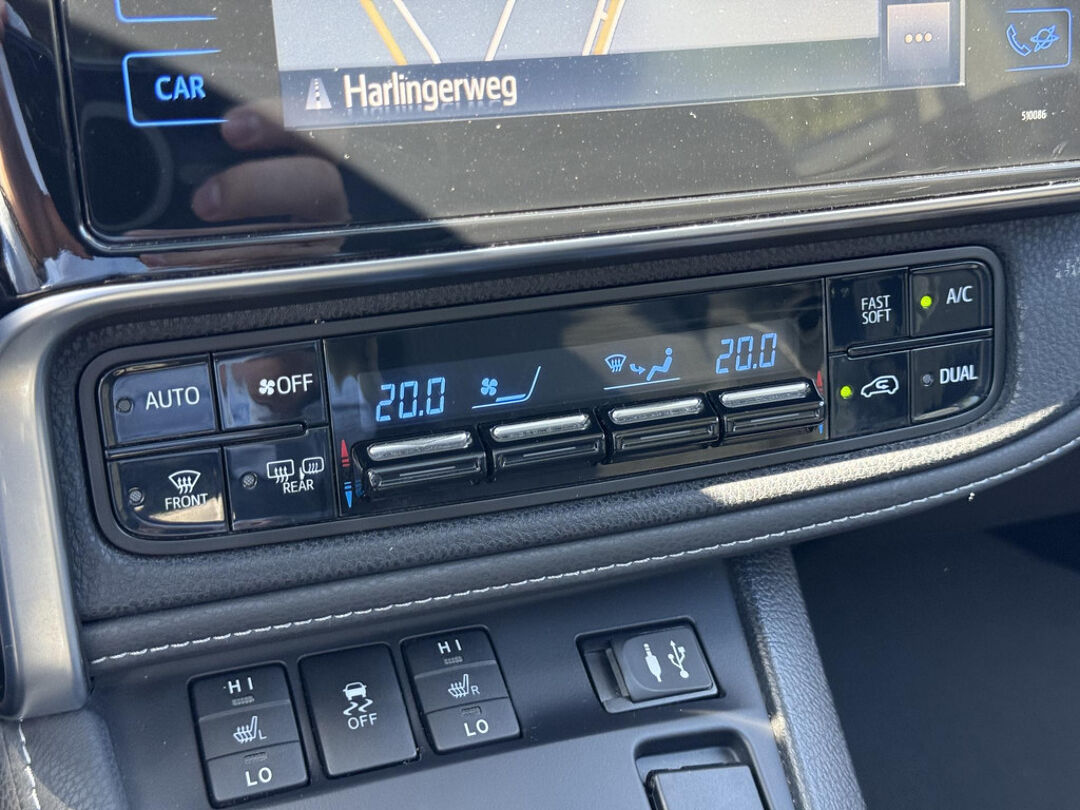 CAR
Harlingerweg
510086
FAST
SOFT
A/C
AUTO
OFF
20.0
20.0
DUAL
FRONT
REAR
HI
L
LO
OFF
HI
R
LO